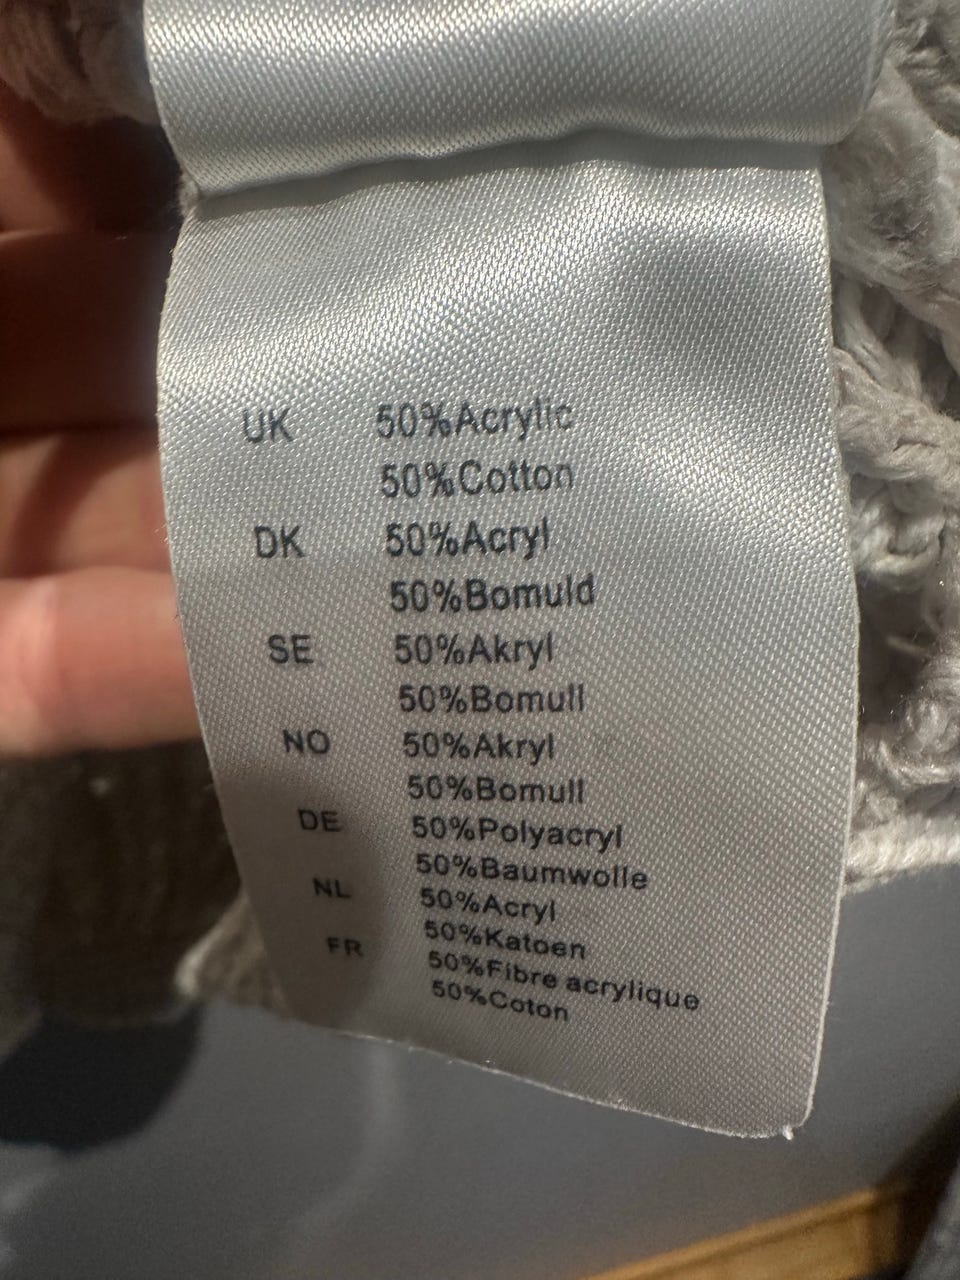 UK 50%Acrylic
50%Cotton
DK 50%Acryl
50%Bomuld
SE 50%Akryl
50%Bomull
NO 50%Akryl
50%Bomull
DE 50%Polyacryl
50%Baumwolle
NL 50%Acryl
50%Katoen
FR 50%Fibre acrylique
50%Coton